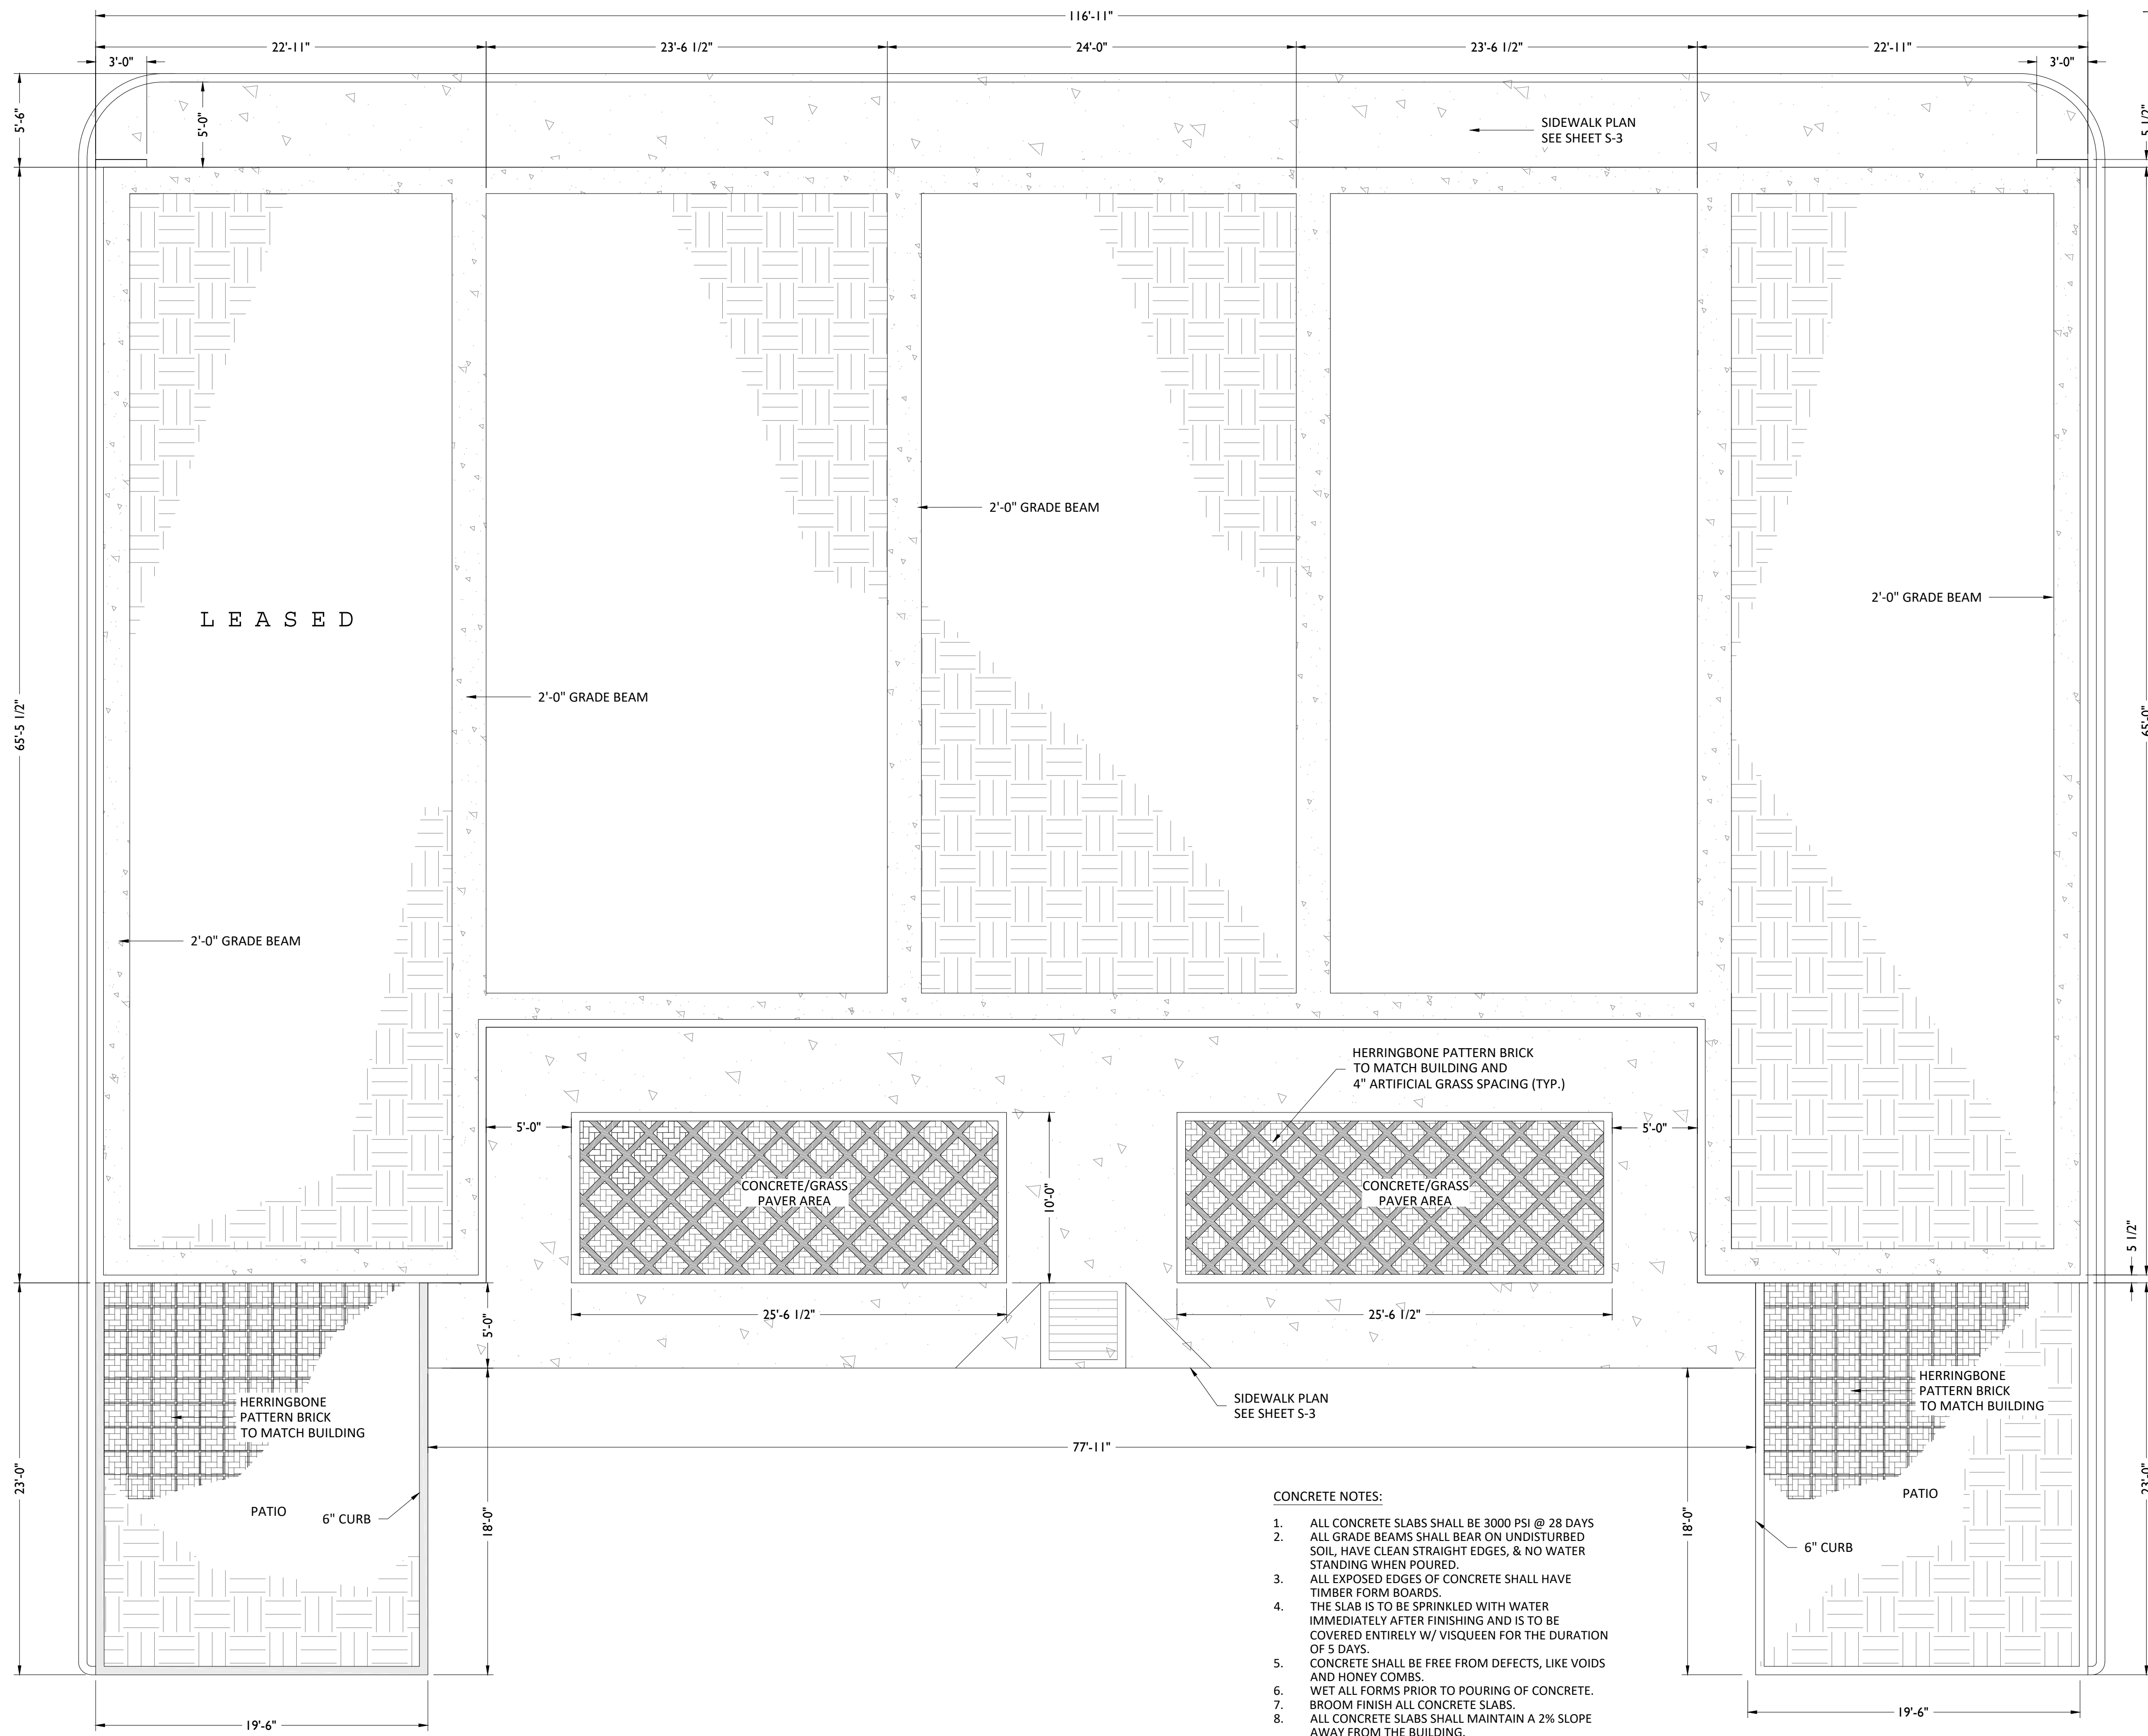 116'-11"
22'-11"
23'-6 1/2"
24'-0"
23'-6 1/2"
22'-11"
3'-0"
3'-0"
5'-6"
5'-0"
5 1/2"
SIDEWALK PLAN
SEE SHEET S-3
2'-0" GRADE BEAM
2'-0" GRADE BEAM
LEASED
2'-0" GRADE BEAM
65'-5 1/2"
65'-0"
2'-0" GRADE BEAM
HERRINGBONE PATTERN BRICK
TO MATCH BUILDING AND
4" ARTIFICIAL GRASS SPACING (TYP.)
5'-0"
5'-0"
CONCRETE/GRASS
PAVER AREA
10'-0"
CONCRETE/GRASS
PAVER AREA
5 1/2"
25'-6 1/2"
25'-6 1/2"
5'-0"
HERRINGBONE
PATTERN BRICK
TO MATCH BUILDING
SIDEWALK PLAN
SEE SHEET S-3
HERRINGBONE
PATTERN BRICK
TO MATCH BUILDING
77'-11"
23'-0"
PATIO
6" CURB
18'-0"
18'-0"
PATIO
6" CURB
23'-0"
CONCRETE NOTES:
1. ALL CONCRETE SLABS SHALL BE 3000 PSI @ 28 DAYS
2. ALL GRADE BEAMS SHALL BEAR ON UNDISTURBED
SOIL, HAVE CLEAN STRAIGHT EDGES, & NO WATER
STANDING WHEN POURED.
3. ALL EXPOSED EDGES OF CONCRETE SHALL HAVE
TIMBER FORM BOARDS.
4. THE SLAB IS TO BE SPRINKLED WITH WATER
IMMEDIATELY AFTER FINISHING AND IS TO BE
COVERED ENTIRELY W/ VISQUEEN FOR THE DURATION
OF 5 DAYS.
5. CONCRETE SHALL BE FREE FROM DEFECTS, LIKE VOIDS
AND HONEY COMBS.
6. WET ALL FORMS PRIOR TO POURING OF CONCRETE.
7. BROOM FINISH ALL CONCRETE SLABS.
8. ALL CONCRETE SLABS SHALL MAINTAIN A 2% SLOPE
AWAY FROM THE BUILDING.
19'-6"
19'-6"